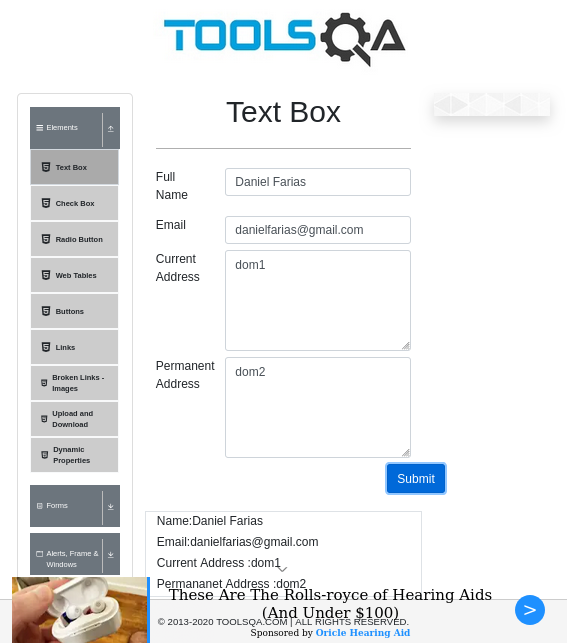 TOOLSQA
Text Box
Elements
Text Box
Check Box
Radio Button
Web Tables
Buttons
Links
Broken Links -
Images
Upload and
Download
Dynamic
Properties
Forms
Alerts, Frame &
Windows
Full
Name
Daniel Farias
Email
danielfarias@gmail.com
Current
Address
dom1
Permanent
Address
dom2
Submit
Name:Daniel Farias
Email:danielfarias@gmail.com
Current Address :dom1
Permananet Address :dom2
These Are The Rolls-royce of Hearing Aids
(And Under $100)
© 2013-2020 TOOLSQA.COM | ALL RIGHTS RESERVED.
Sponsored by Oricle Hearing Aid